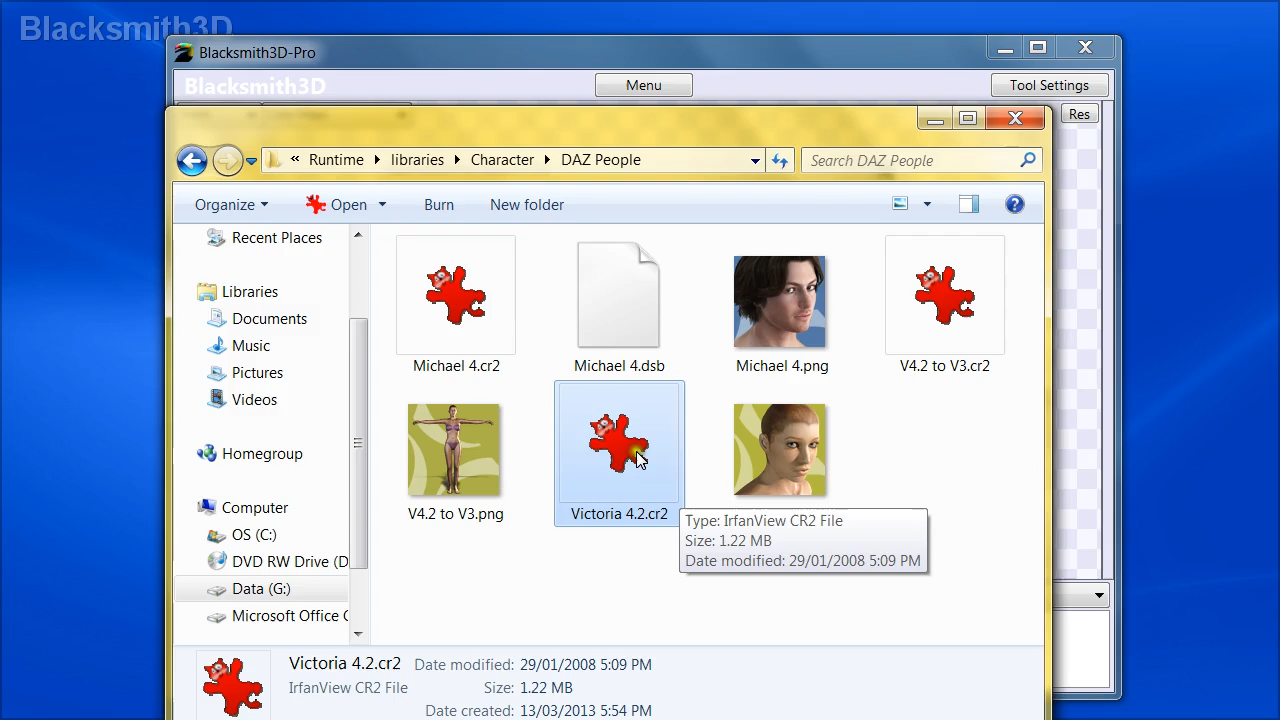 Blacksmith3D
Blacksmith3D-Pro
Blacksmith3D
Menu
Tool Settings
Res
« Runtime libraries Character DAZ People
Search DAZ People
Organize
Open
Burn
New folder
Recent Places
Libraries
Documents
Music
Pictures
Videos
Homegroup
Computer
OS (C:)
DVD RW Drive (D
Data (G:)
Microsoft Office C
Michael 4.cr2
Michael 4.dsb
Michael 4.png
V4.2 to V3.cr2
V4.2 to V3.png
Victoria 4.2.cr2
Type: IrfanView CR2 File
Size: 1.22 MB
Date modified: 29/01/2008 5:09 PM
Victoria 4.2.cr2 Date modified: 29/01/2008 5:09 PM
IrfanView CR2 File Size: 1.22 MB
Date created: 13/03/2013 5:54 PM